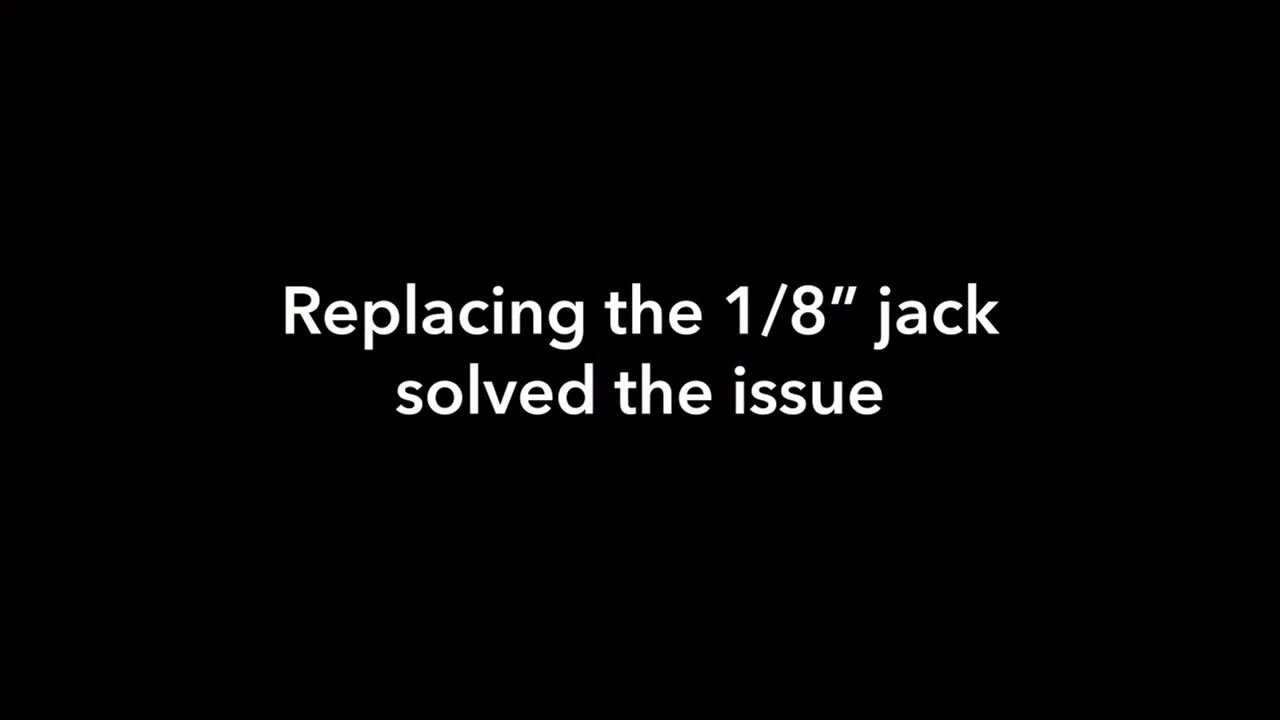 Replacing the 1/8” jack
solved the issue